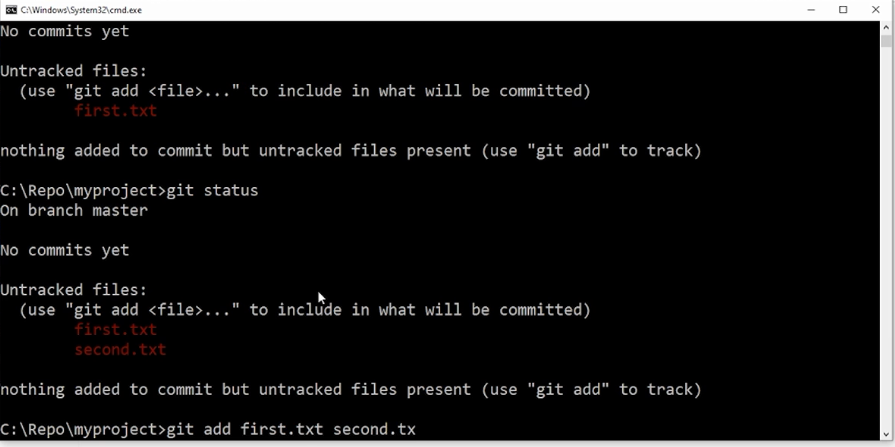 C:\Windows\System32\cmd.exe
No commits yet
Untracked files:
(use "git add <file>..." to include in what will be committed)
first.txt
nothing added to commit but untracked files present (use "git add" to track)
C:\Repo\myproject>git status
On branch master
No commits yet
Untracked files:
(use "git add <file>..." to include in what will be committed)
first.txt
second.txt
nothing added to commit but untracked files present (use "git add" to track)
C:\Repo\myproject>git add first.txt second.tx